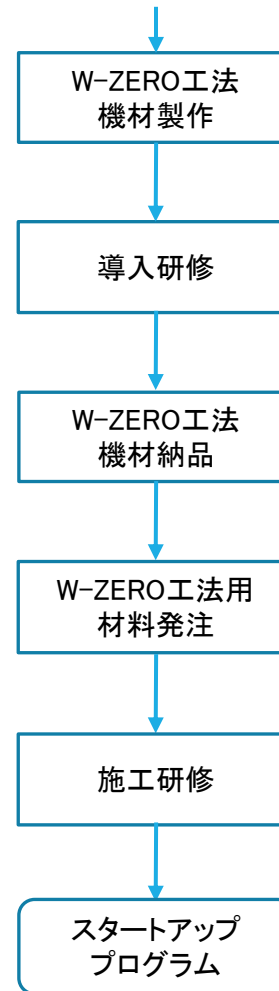 W-ZERO工法
機材製作
導入研修
W-ZERO工法
機材納品
W-ZERO工法用
材料発注
施工研修
スタートアップ
プログラム